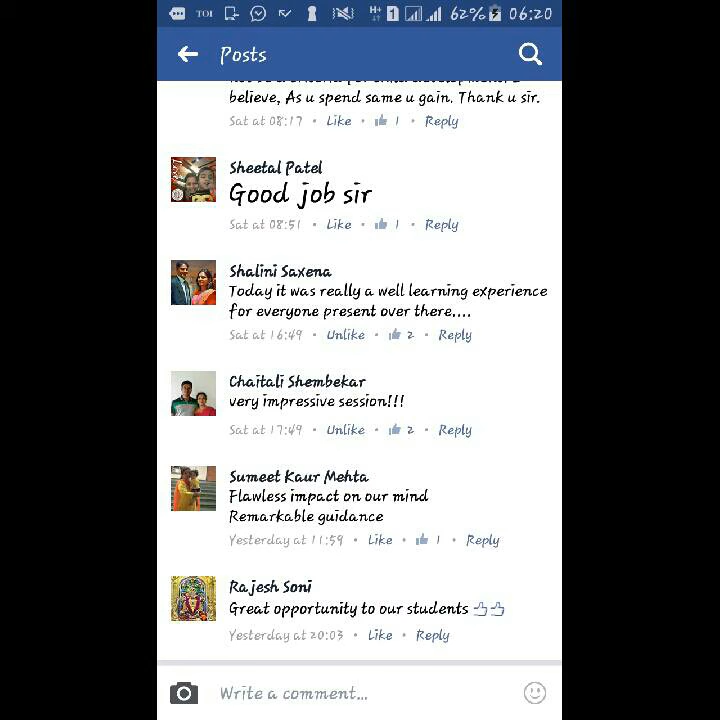 TOI H+ 1 62% 06:20
Posts
believe, As u spend same u gain. Thank u sir.
Sat at 08:17 • Like • 1 • Reply
Sheetal Patel
Good job sir
Sat at 08:51 • Like • 1 • Reply
Shalini Saxena
Today it was really a well learning experience
for everyone present over there....
Sat at 16:49 • Unlike • 2 • Reply
Chaitali Shembekar
very impressive session!!!
Sat at 17:49 • Unlike • 2 • Reply
Sumeet Kaur Mehta
Flawless impact on our mind
Remarkable guidance
Yesterday at 11:59 • Like • 1 • Reply
Rajesh Soni
Great opportunity to our students 👍👍
Yesterday at 20:03 • Like • Reply
Write a comment...